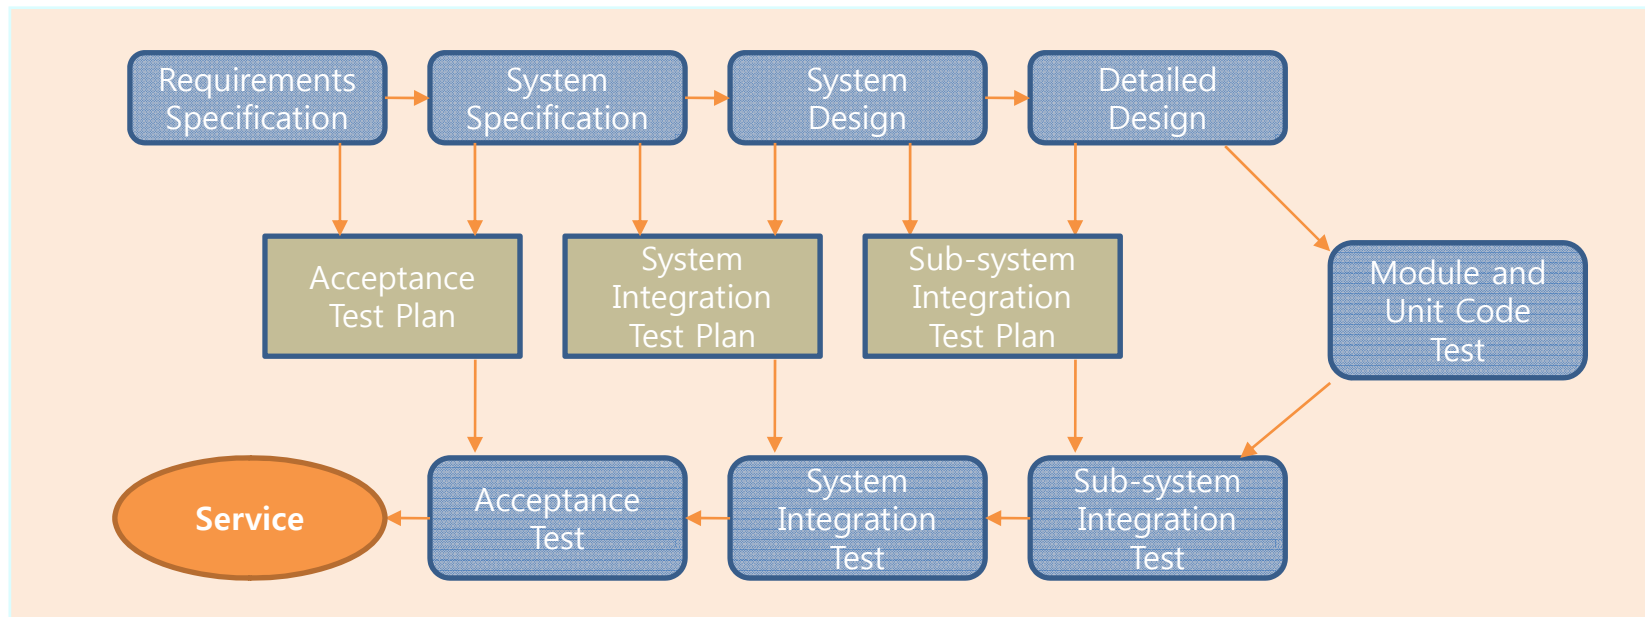 Requirements
Specification
System
Specification
System
Design
Detailed
Design
Acceptance
Test Plan
System
Integration
Test Plan
Sub-system
Integration
Test Plan
Module and
Unit Code
Test
Service
Acceptance
Test
System
Integration
Test
Sub-system
Integration
Test